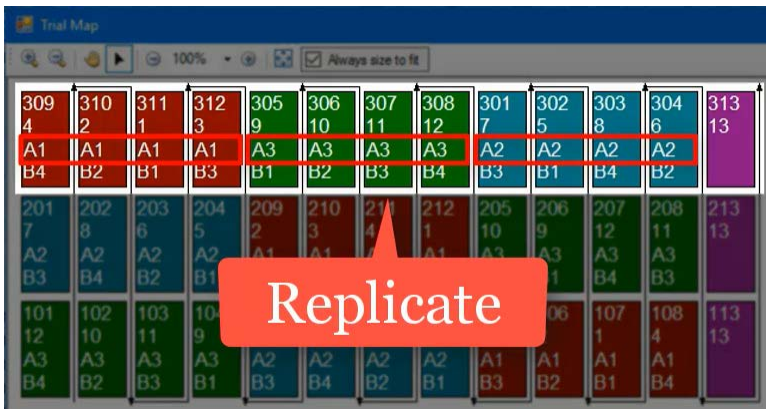 Trial Map
100%
Always size to fit
309 310 311 312 305 306 307 308 301 302 303 304 313
4 2 1 3 9 10 11 12 7 5 8 6 13
A1 A1 A1 A1 A3 A3 A3 A3 A2 A2 A2 A2
B4 B2 B1 B3 B1 B2 B3 B4 B3 B1 B4 B2
201 202 203 204 209 210 212 205 206 207 208 213
7 8 6 5 2 3 1 10 9 12 11 13
A2 A2 A2 A2 A3 A3
B3 B4 B2 B1 B4 B3
Replicate
101 102 103 107 108 113
12 10 11 9 1 4 13
A3 A3 A3 A3 A2 A2 A2 A2 A1 A1 A1 A1
B4 B2 B3 B1 B3 B4 B2 B1 B3 B2 B1 B4